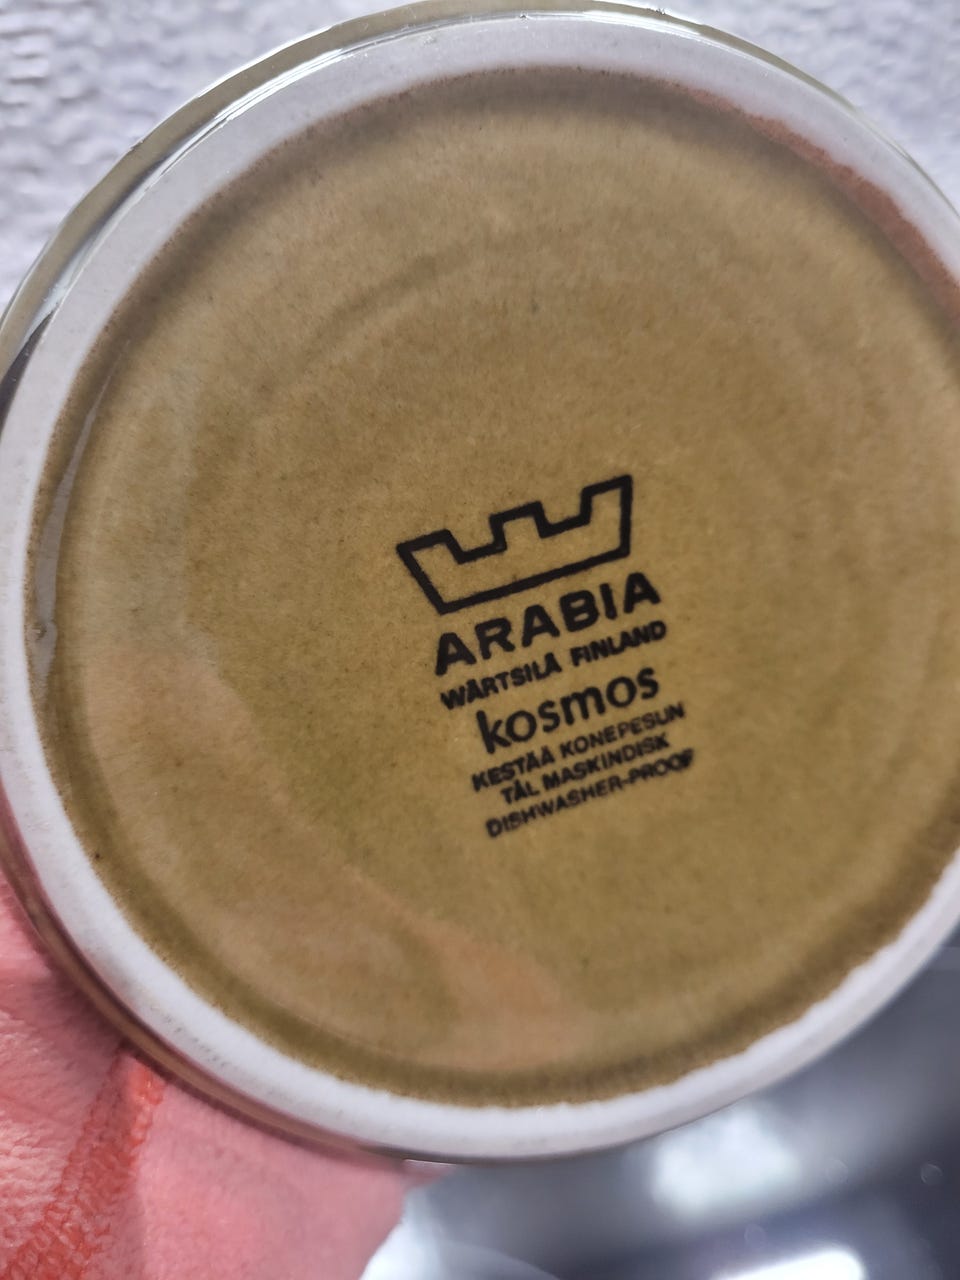 ARABIA
WÄRTSILÄ FINLAND
kosmos
KESTÄÄ KONEPESUN
TÅL MASKINDISK
DISHWASHER-PROOF